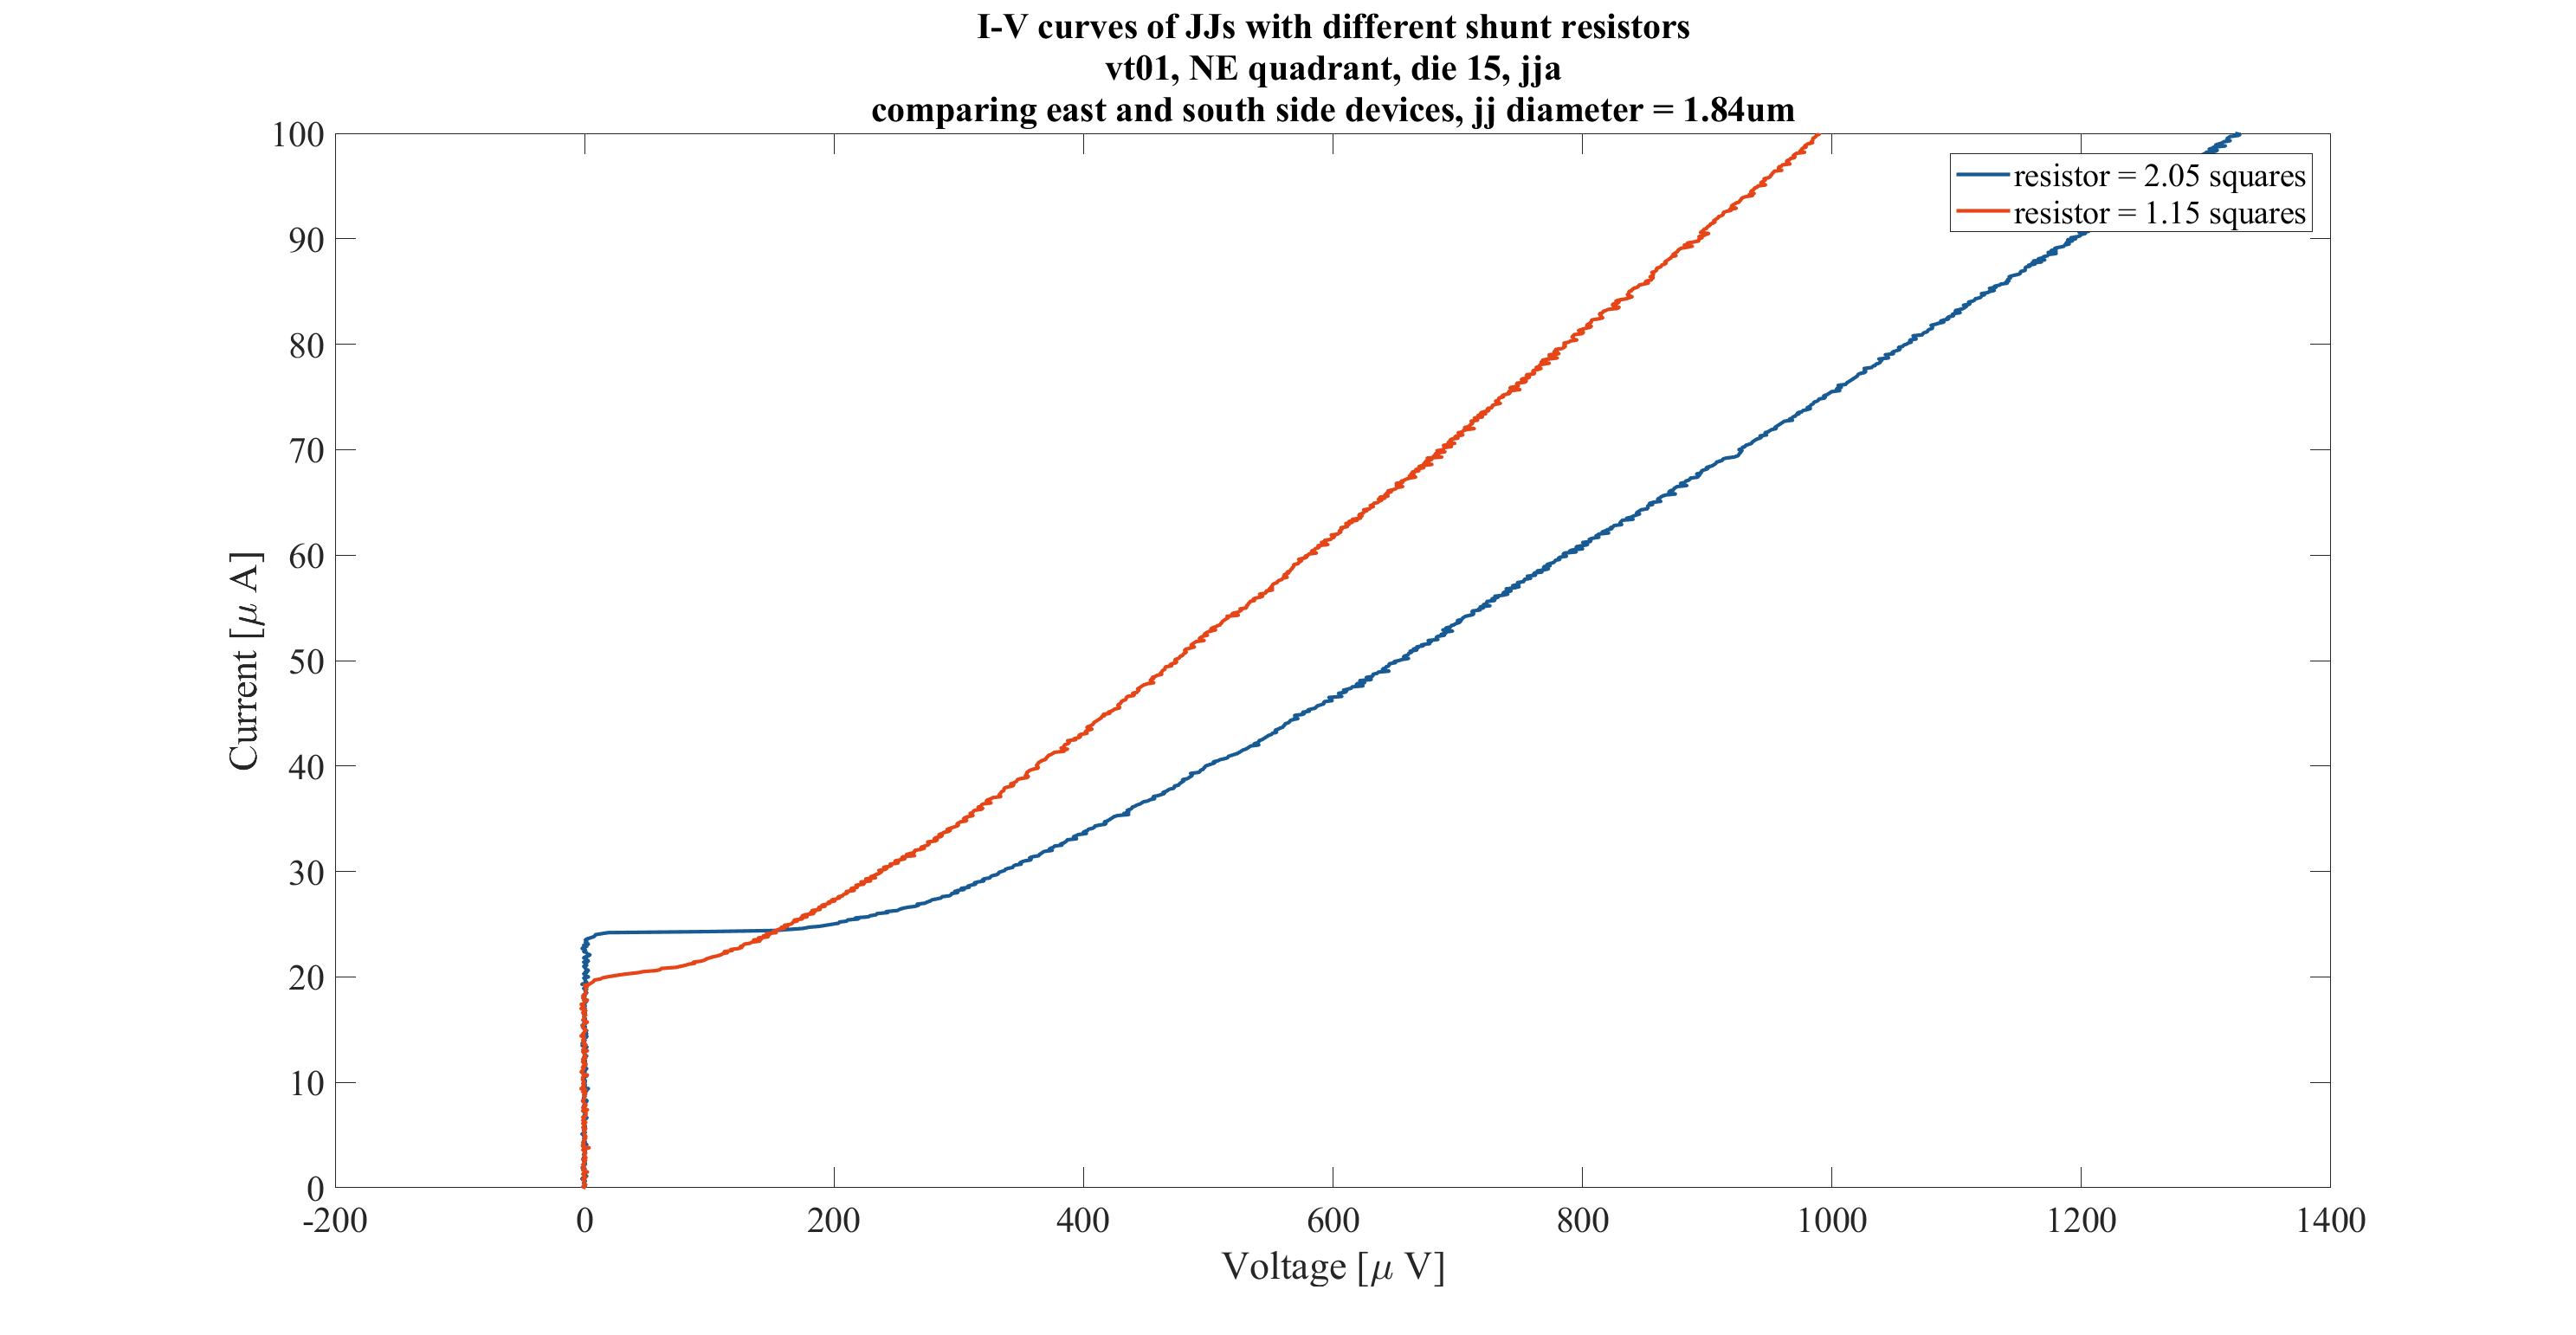 I-V curves of JJs with different shunt resistors
vt01, NE quadrant, die 15, jja
comparing east and south side devices, jj diameter = 1.84um
100
90
80
70
60
50
40
30
20
10
0
Current [μ A]
resistor = 2.05 squares
resistor = 1.15 squares
-200 0 200 400 600 800 1000 1200 1400
Voltage [μ V]